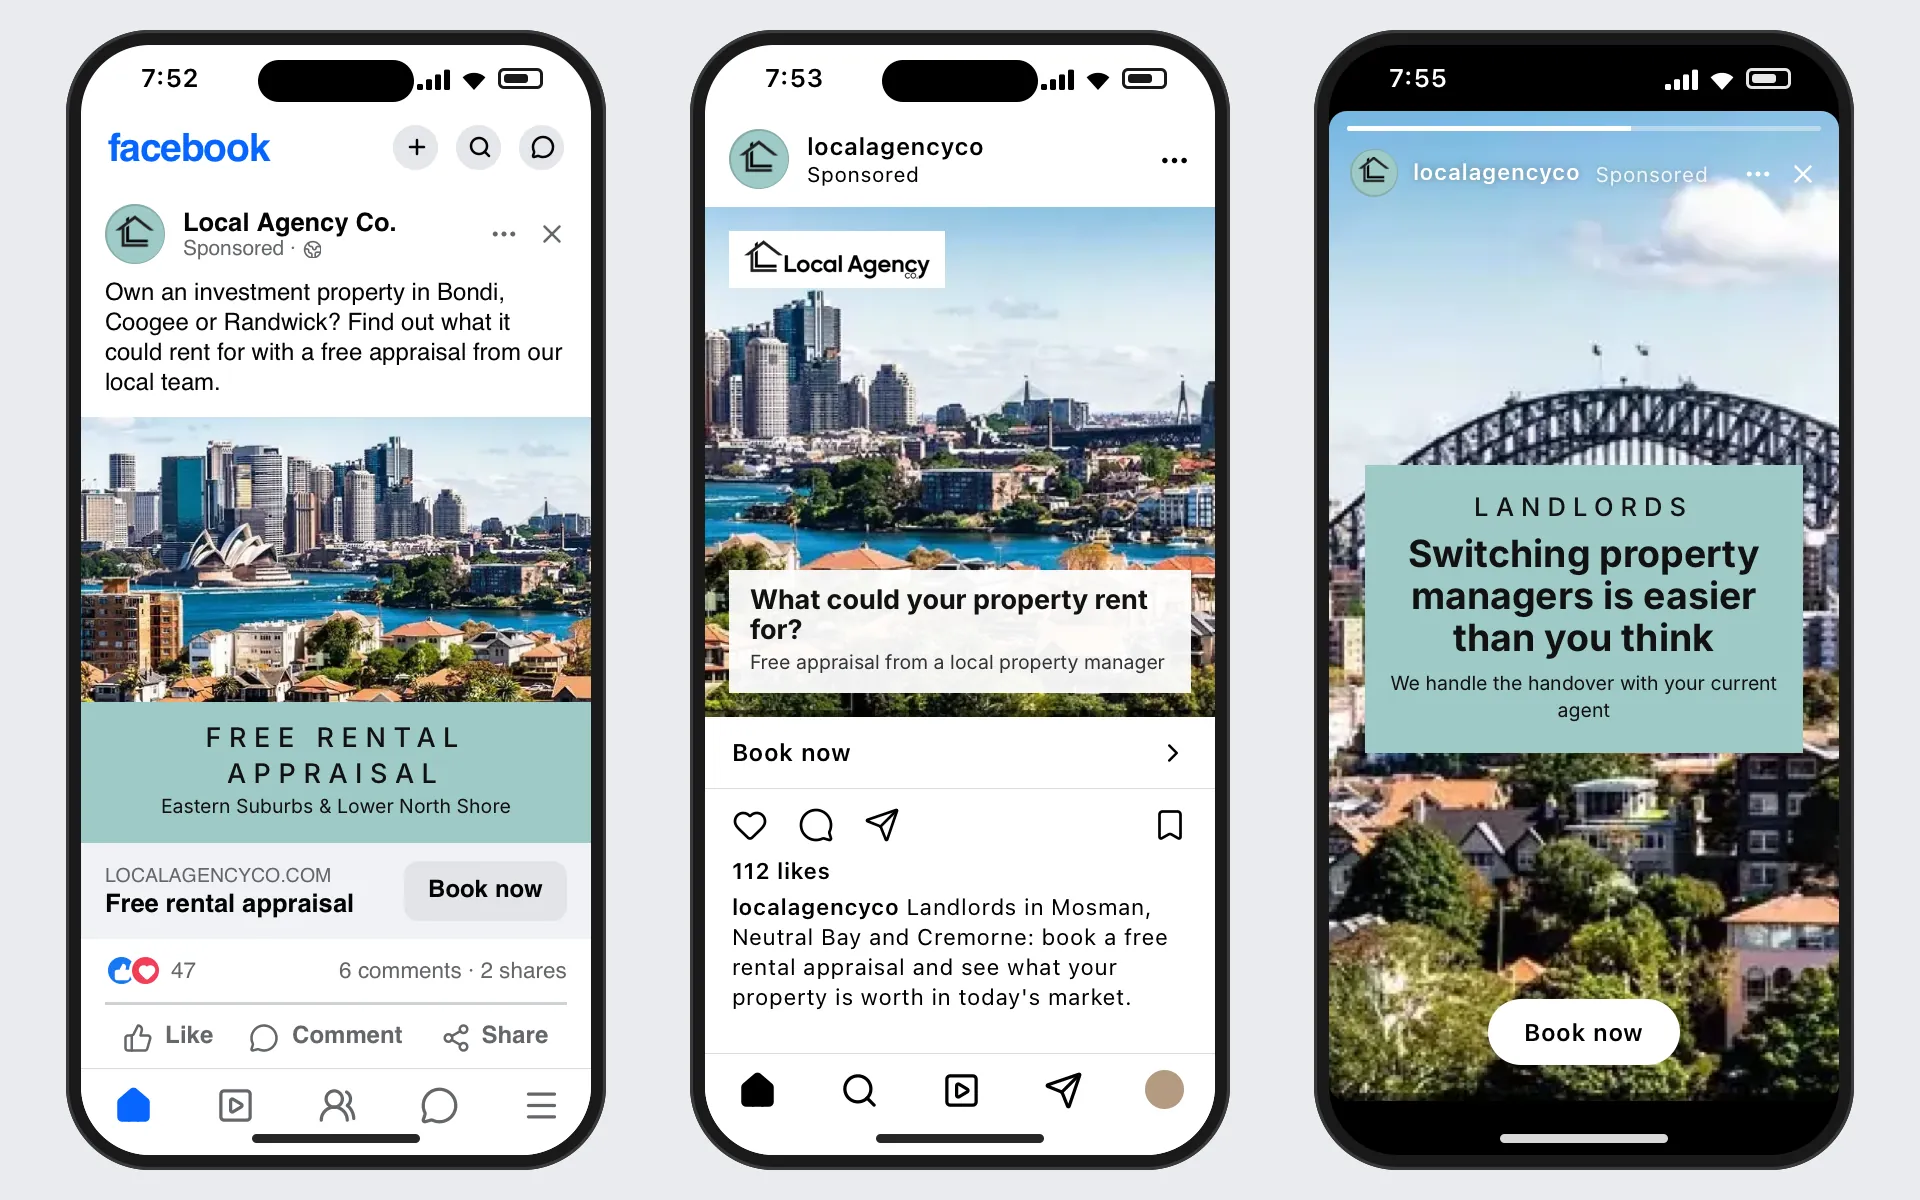 7:52
facebook
Local Agency Co.
Sponsored ·
Own an investment property in Bondi,
Coogee or Randwick? Find out what it
could rent for with a free appraisal from our
local team.
FREE RENTAL
APPRAISAL
Eastern Suburbs & Lower North Shore
LOCALAGENCYCO.COM
Free rental appraisal
Book now
47
6 comments · 2 shares
Like
Comment
Share
7:53
localagencyco
Sponsored
Local Agency
CO.
What could your property rent
for?
Free appraisal from a local property manager
Book now
112 likes
localagencyco Landlords in Mosman,
Neutral Bay and Cremorne: book a free
rental appraisal and see what your
property is worth in today's market.
7:55
localagencyco Sponsored
LANDLORDS
Switching property
managers is easier
than you think
We handle the handover with your current
agent
Book now